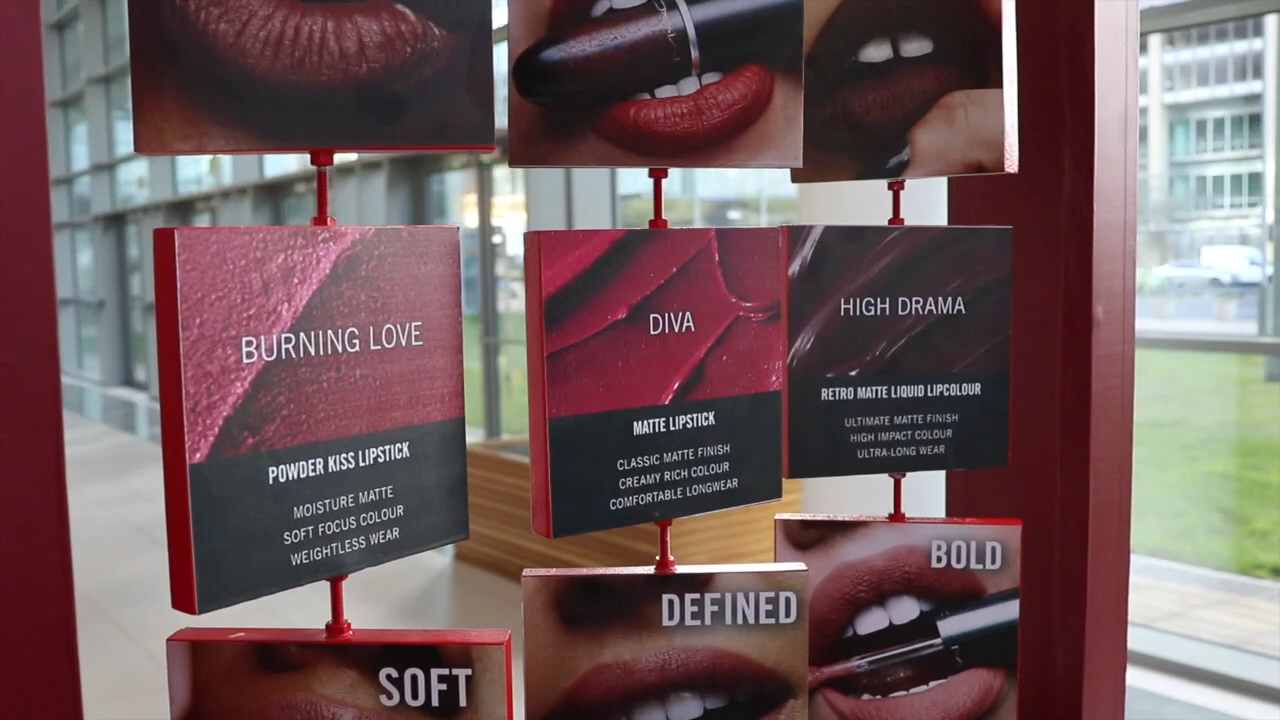 BURNING LOVE
POWDER KISS LIPSTICK
MOISTURE MATTE
SOFT FOCUS COLOUR
WEIGHTLESS WEAR
DIVA
MATTE LIPSTICK
CLASSIC MATTE FINISH
CREAMY RICH COLOUR
COMFORTABLE LONGWEAR
HIGH DRAMA
RETRO MATTE LIQUID LIPCOLOUR
ULTIMATE MATTE FINISH
HIGH IMPACT COLOUR
ULTRA-LONG WEAR
SOFT
DEFINED
BOLD